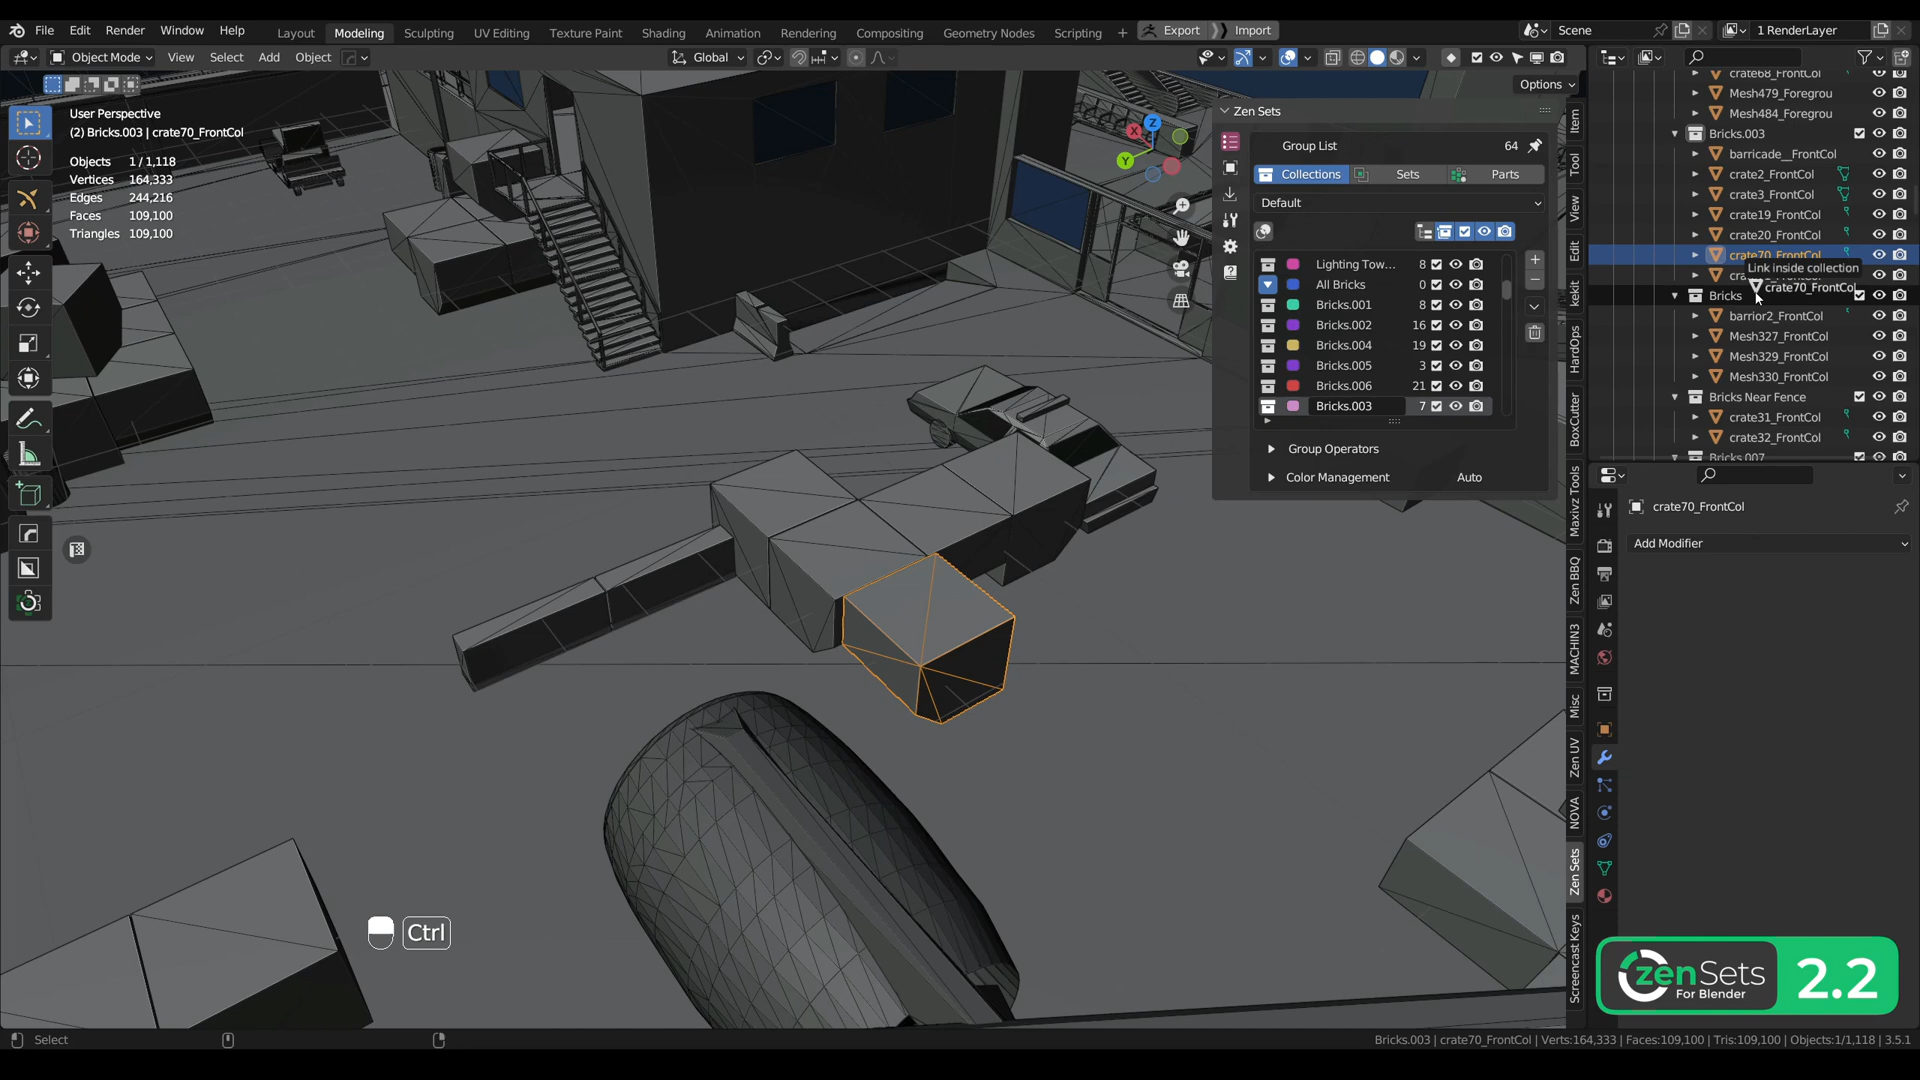 File Edit Render Window Help Layout Modeling Sculpting UV Editing Texture Paint Shading Animation Rendering Compositing Geometry Nodes Scripting + Export Import Scene 1 RenderLayer
Object Mode View Select Add Object Global
Options
User Perspective
(2) Bricks.003 | crate70_FrontCol
Objects 1 / 1,118
Vertices 164,333
Edges 244,216
Faces 109,100
Triangles 109,100
X
Y
Z
Zen Sets
Group List 64
Collections Sets Parts
Default
Lighting Tow... 8
All Bricks 0
Bricks.001 8
Bricks.002 16
Bricks.004 19
Bricks.005 3
Bricks.006 21
Bricks.003 7
Group Operators
Color Management Auto
Item
Tool
View
Edit
kekit
HardOps
BoxCutter
Maxivz Tools
Zen BBQ
MACHIN3
Misc
Zen UV
NOVA
Zen Sets
Screencast Keys
crate68_FrontCol
Mesh479_Foregrou
Mesh484_Foregrou
Bricks.003
barricade__FrontCol
crate2_FrontCol
crate3_FrontCol
crate19_FrontCol
crate20_FrontCol
crate70_FrontCol
Link inside collection
crate70_FrontCol
Bricks
barrior2_FrontCol
Mesh327_FrontCol
Mesh329_FrontCol
Mesh330_FrontCol
Bricks Near Fence
crate31_FrontCol
crate32_FrontCol
Bricks.007
crate70_FrontCol
Add Modifier
Ctrl
zenSets
For Blender
2.2
Select
Bricks.003 | crate70_FrontCol | Verts:164,333 | Faces:109,100 | Tris:109,100 | Objects:1/1,118 | 3.5.1